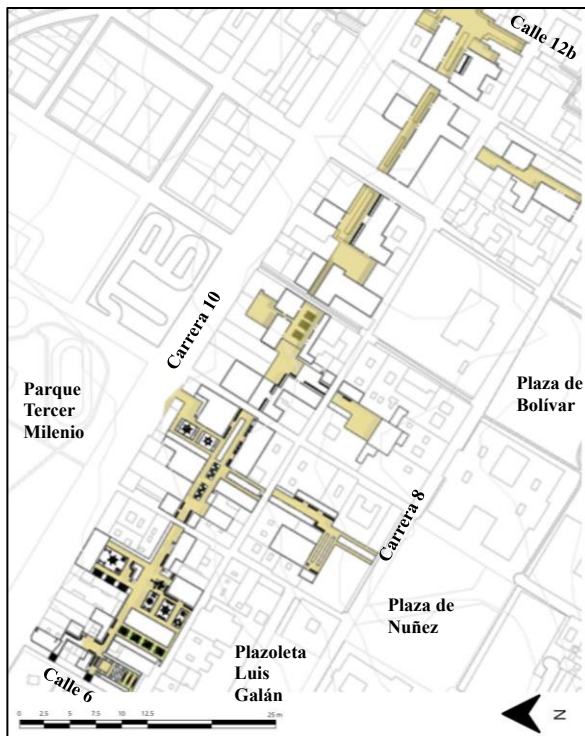 Calle 12b
Carrera 10
Parque
Tercer
Milenio
Plaza de
Bolívar
Carrera 8
Plaza de
Nuñez
Plazoleta
Luis
Galán
Calle 6
0 2.5 5 7.5 10 12.5 25 m
N